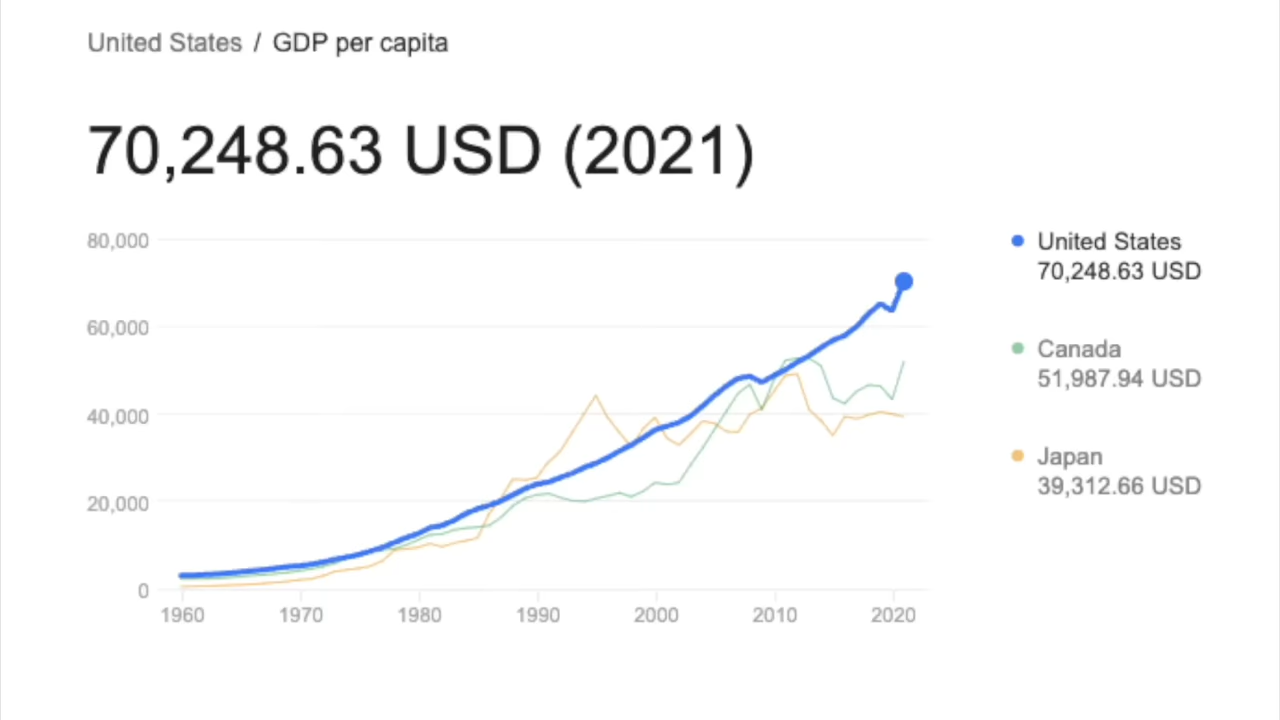 United States / GDP per capita
70,248.63 USD (2021)
80,000
60,000
40,000
20,000
0
1960 1970 1980 1990 2000 2010 2020
United States
70,248.63 USD
Canada
51,987.94 USD
Japan
39,312.66 USD